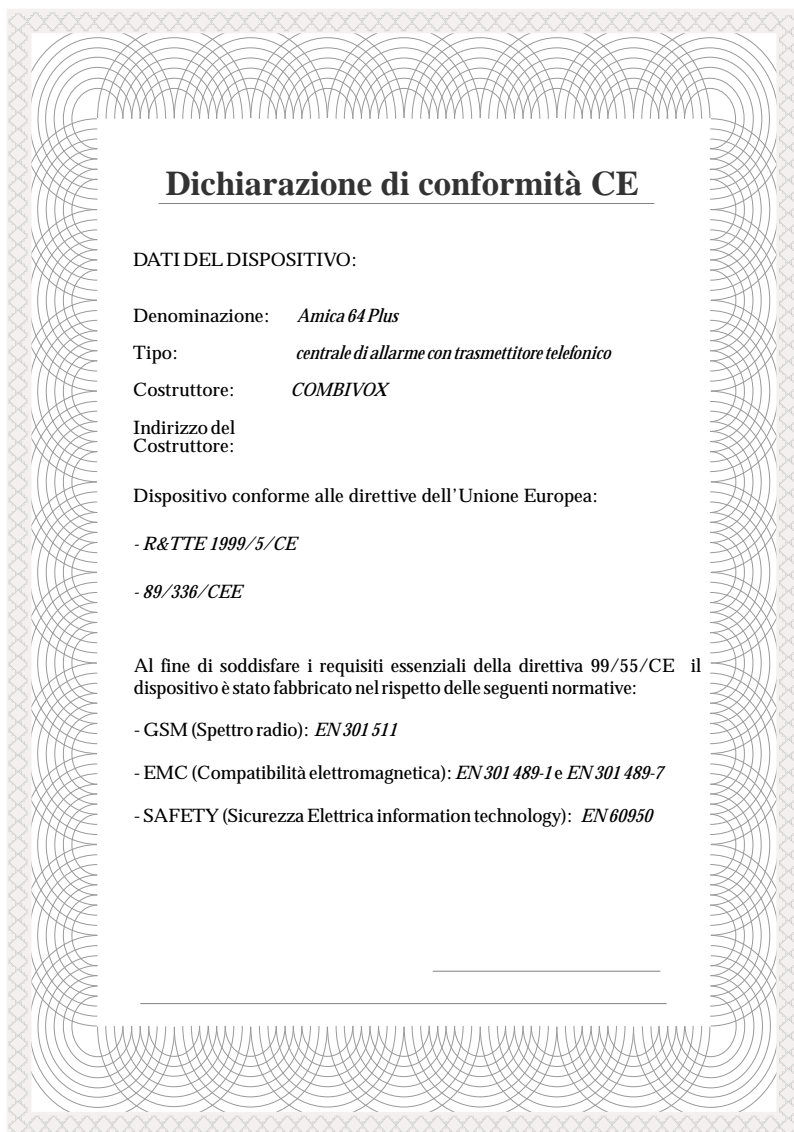 Dichiarazione di conformità CE
DATI DEL DISPOSITIVO:
Denominazione: Amica 64 Plus
Tipo: centrale di allarme con trasmettitore telefonico
Costruttore: COMBIVOX
Indirizzo del
Costruttore:
Dispositivo conforme alle direttive dell'Unione Europea:
- R&TTE 1999/5/CE
- 89/336/CEE
Al fine di soddisfare i requisiti essenziali della direttiva 99/55/CE il
dispositivo è stato fabbricato nel rispetto delle seguenti normative:
- GSM (Spettro radio): EN 301 511
- EMC (Compatibilità elettromagnetica): EN 301 489-1 e EN 301 489-7
- SAFETY (Sicurezza Elettrica information technology): EN 60950